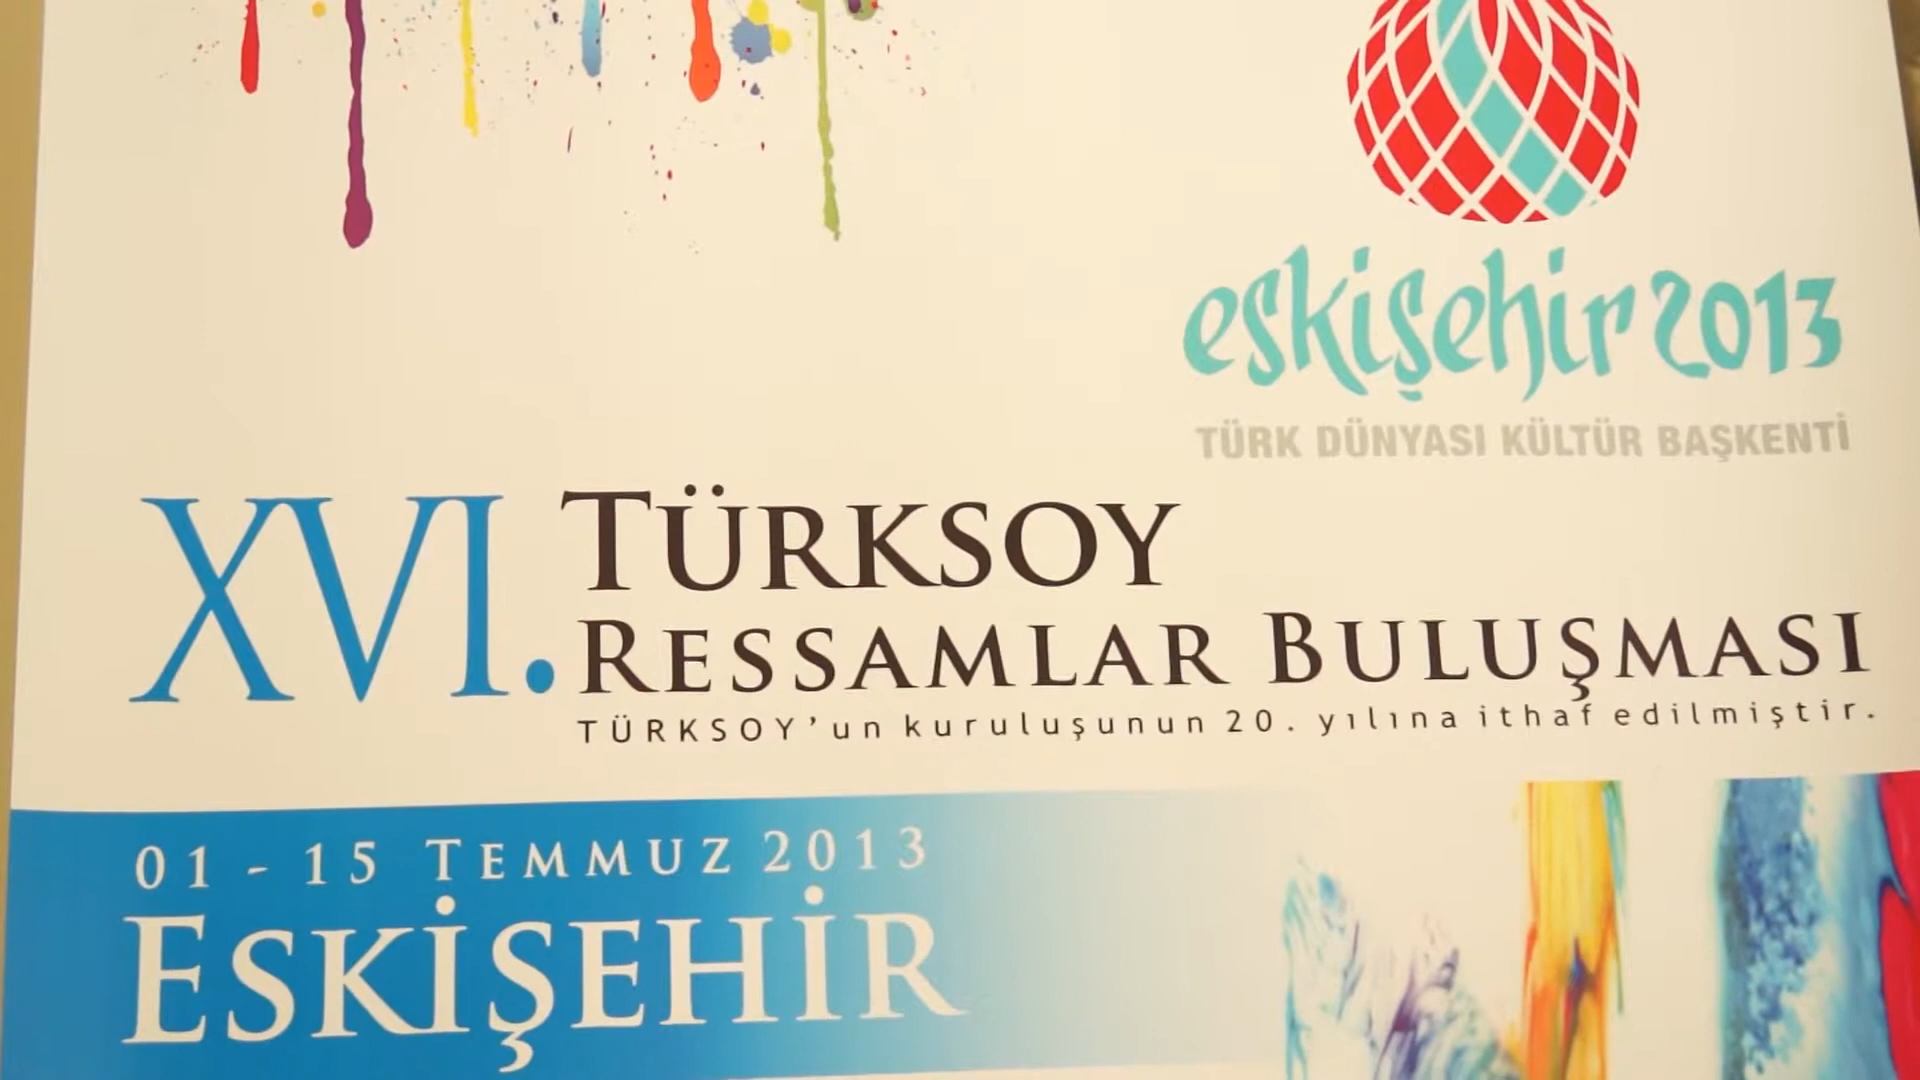 eskişehir 2013
TÜRK DÜNYASI KÜLTÜR BAŞKENTİ
XVI. TÜRKSOY
RESSAMLAR BULUŞMASI
TÜRKSOY'un kuruluşunun 20. yılına ithaf edilmiştir.
01 - 15 TEMMUZ 2013
ESKİŞEHİR